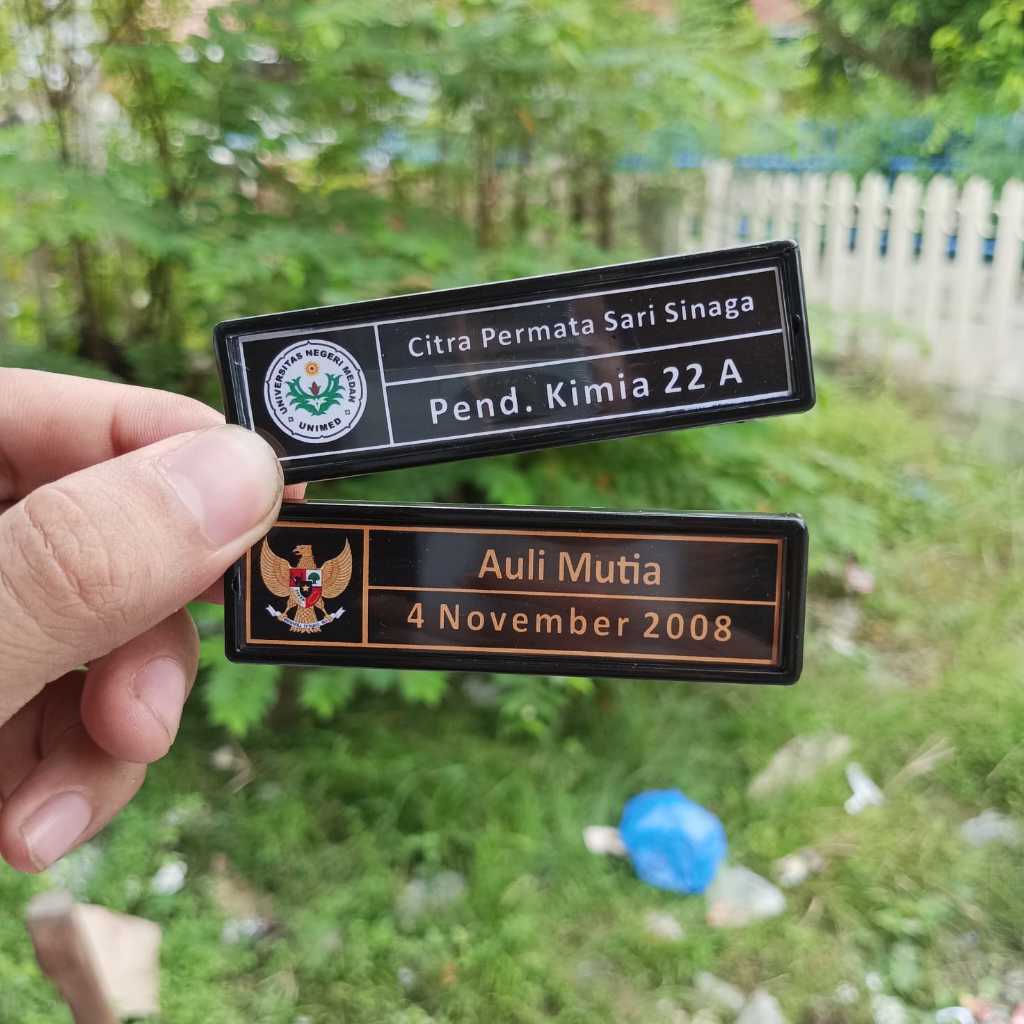 UNIVERSITAS NEGERI MEDAN
UNIMED
Citra Permata Sari Sinaga
Pend. Kimia 22 A
Auli Mutia
4 November 2008